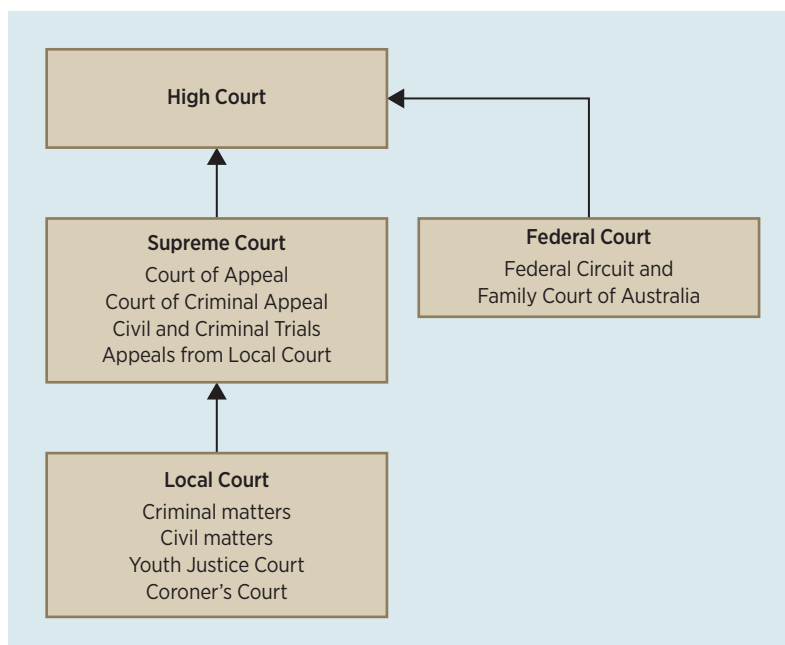 High Court
Supreme Court
Court of Appeal
Court of Criminal Appeal
Civil and Criminal Trials
Appeals from Local Court
Federal Court
Federal Circuit and
Family Court of Australia
Local Court
Criminal matters
Civil matters
Youth Justice Court
Coroner’s Court